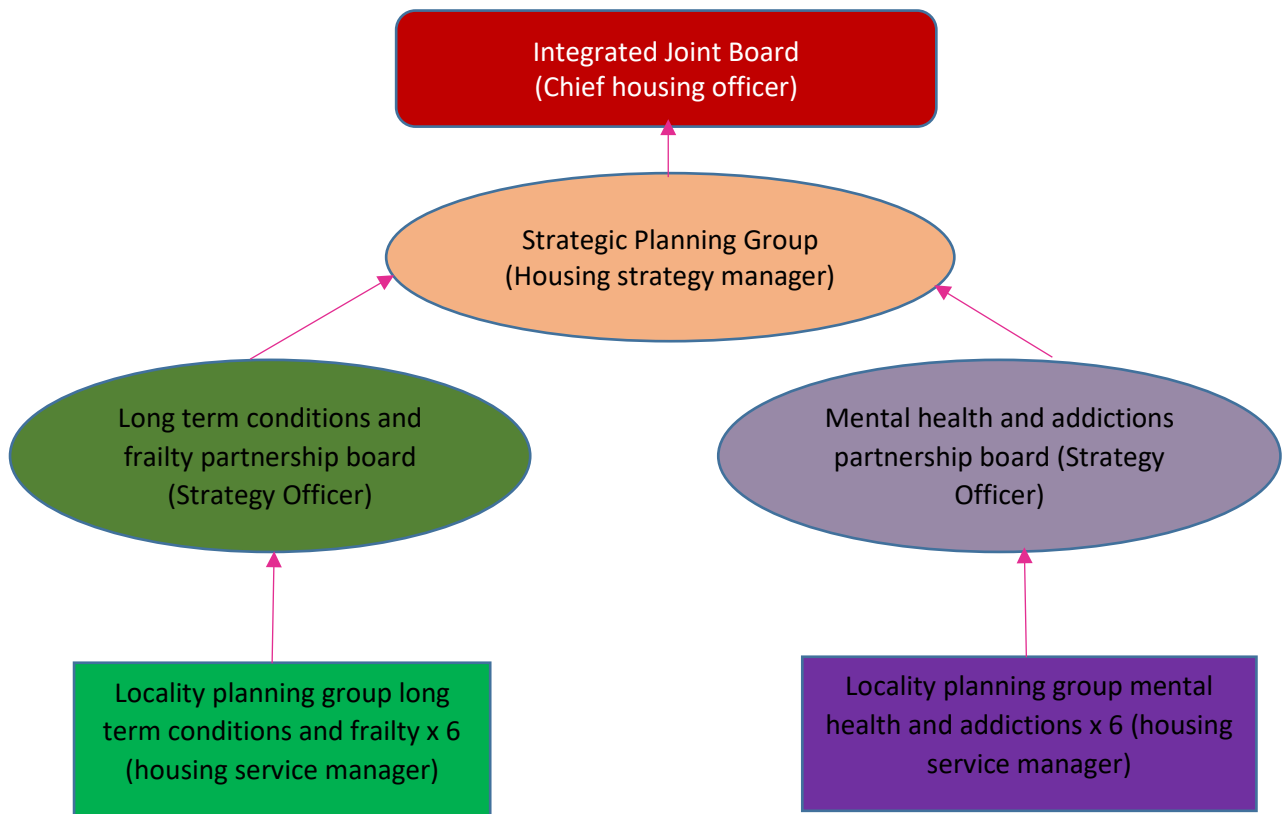 Integrated Joint Board
(Chief housing officer)
Strategic Planning Group
(Housing strategy manager)
Long term conditions and
frailty partnership board
(Strategy Officer)
Mental health and addictions
partnership board (Strategy
Officer)
Locality planning group long
term conditions and frailty x 6
(housing service manager)
Locality planning group mental
health and addictions x 6 (housing
service manager)